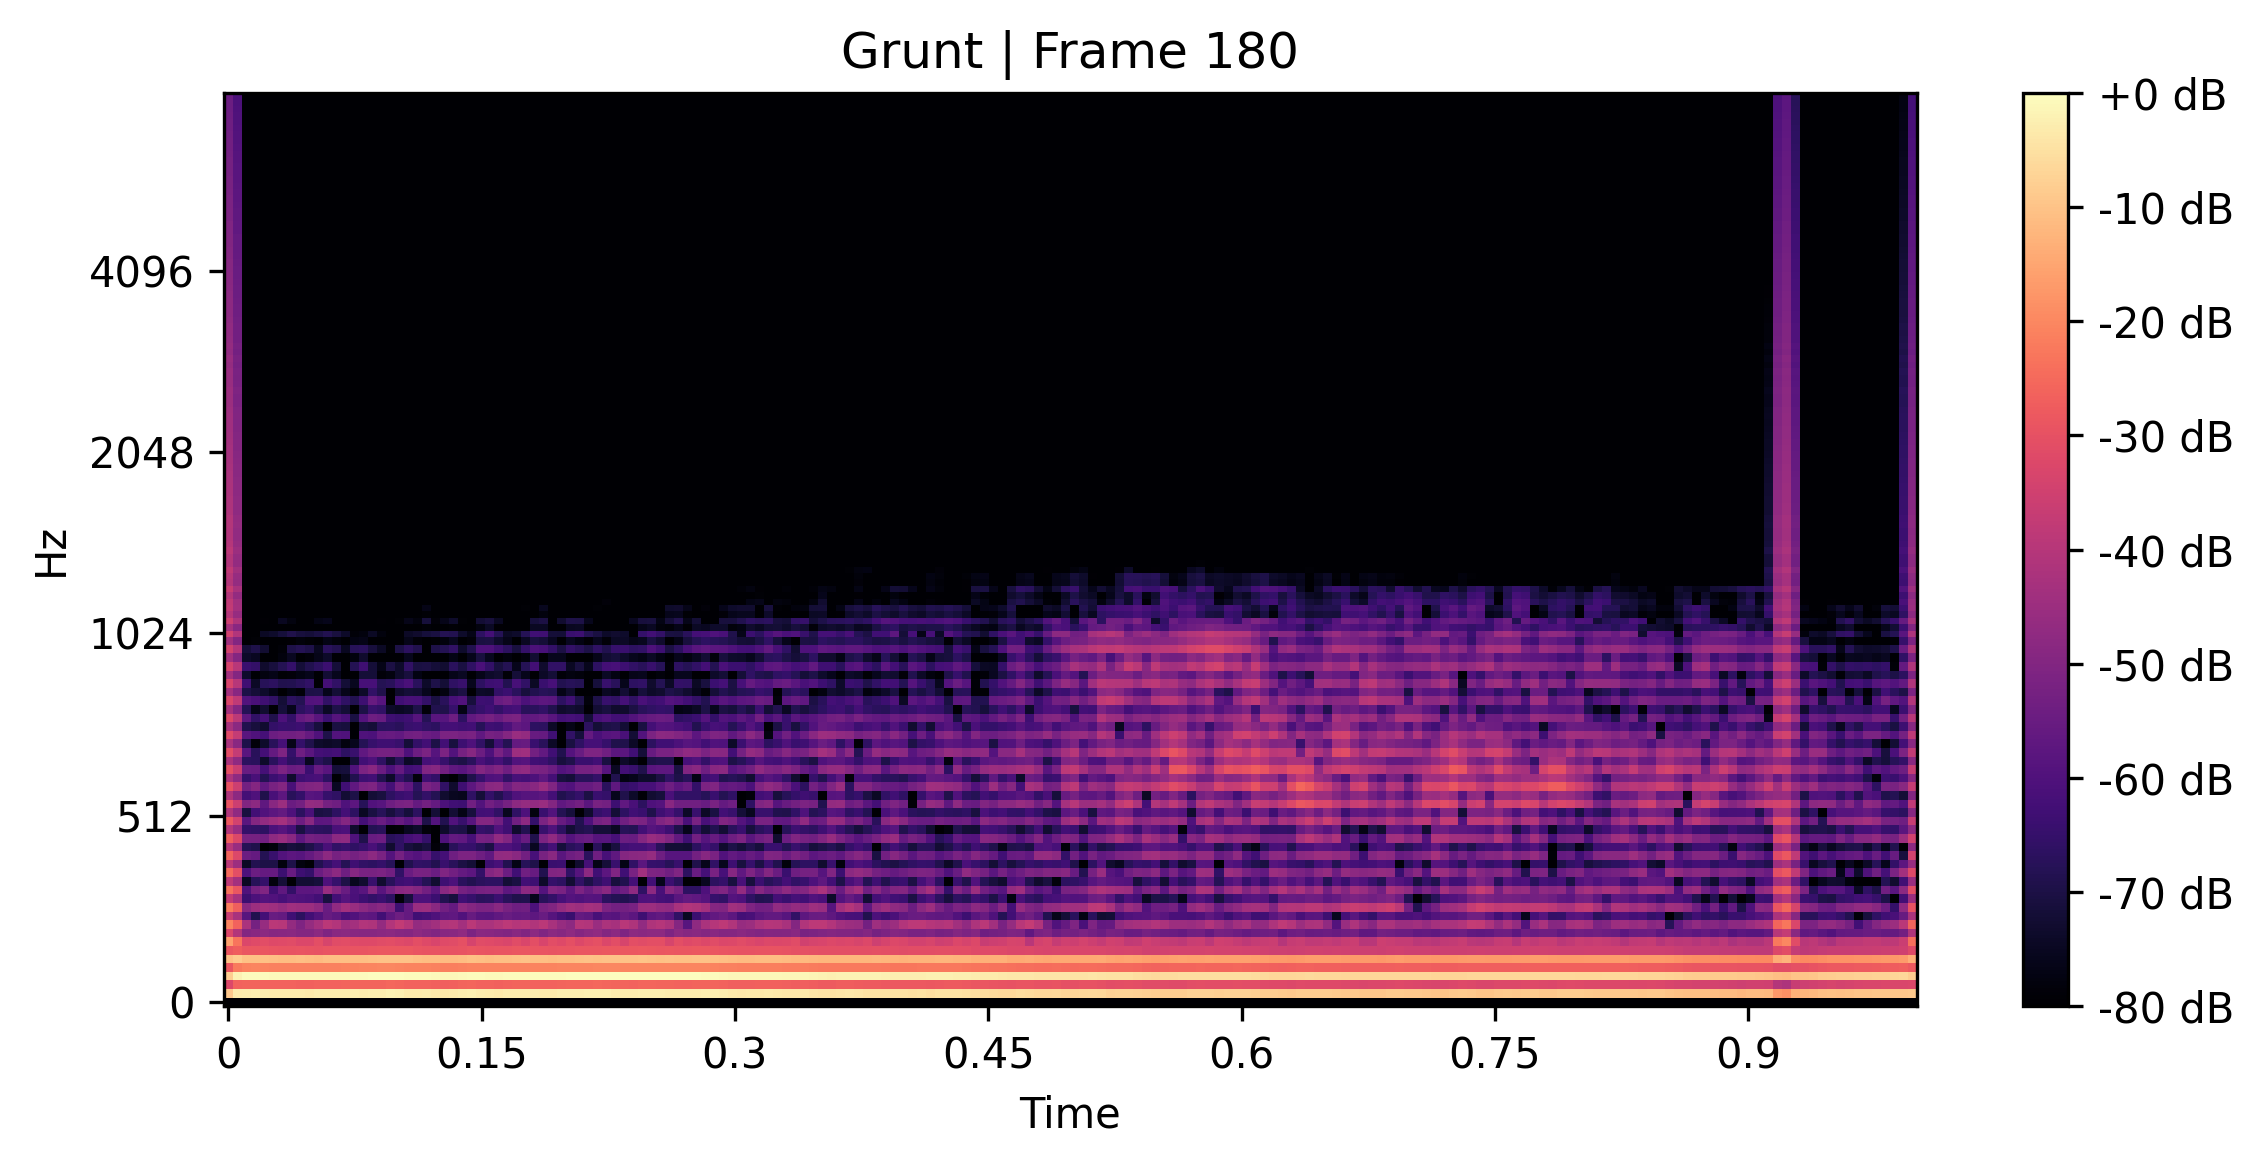 Grunt | Frame 180
Hz
4096
2048
1024
512
0
0 0.15 0.3 0.45 0.6 0.75 0.9
Time
+0 dB
-10 dB
-20 dB
-30 dB
-40 dB
-50 dB
-60 dB
-70 dB
-80 dB